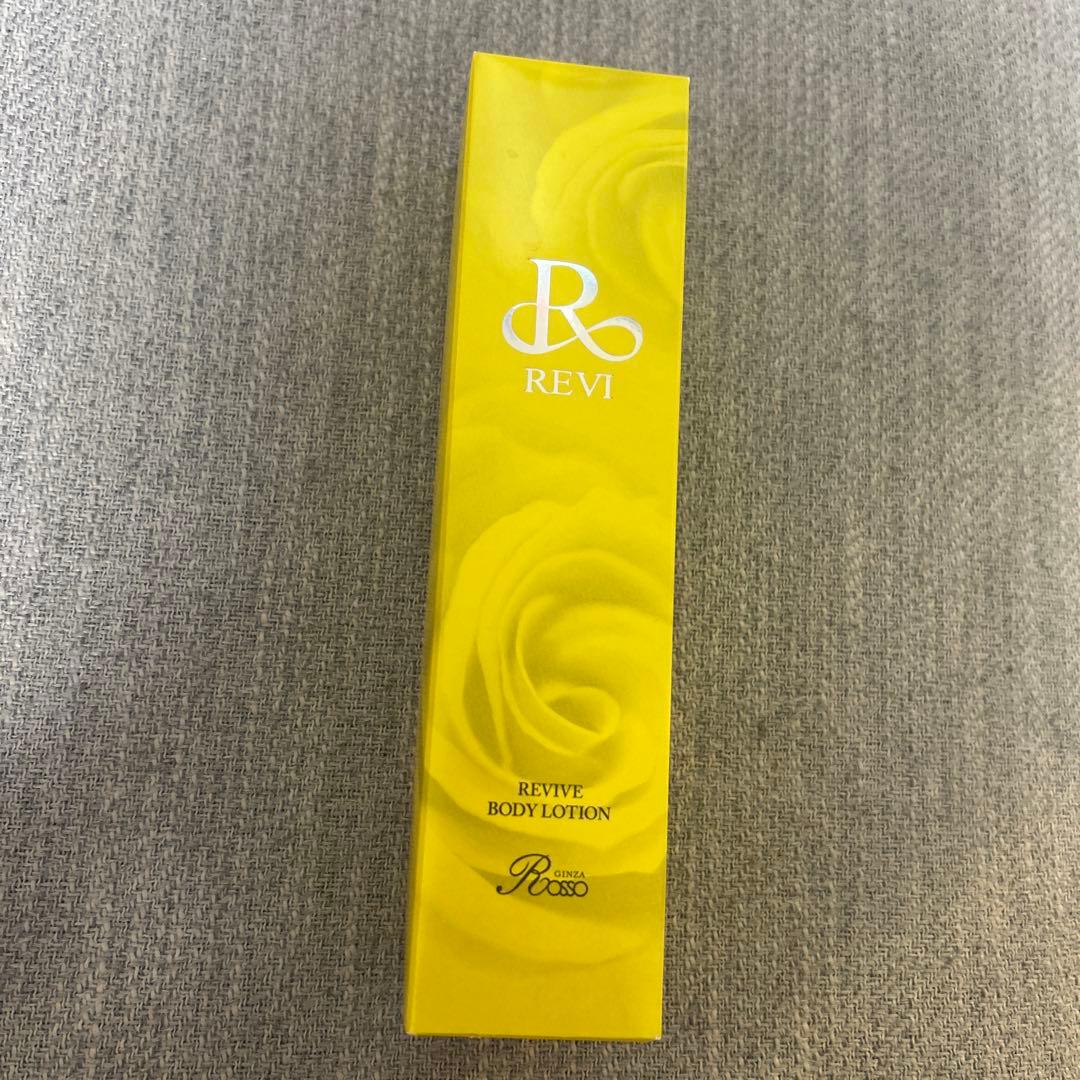 R
REVI
REVIVE
BODY LOTION
GINZA
Rosso